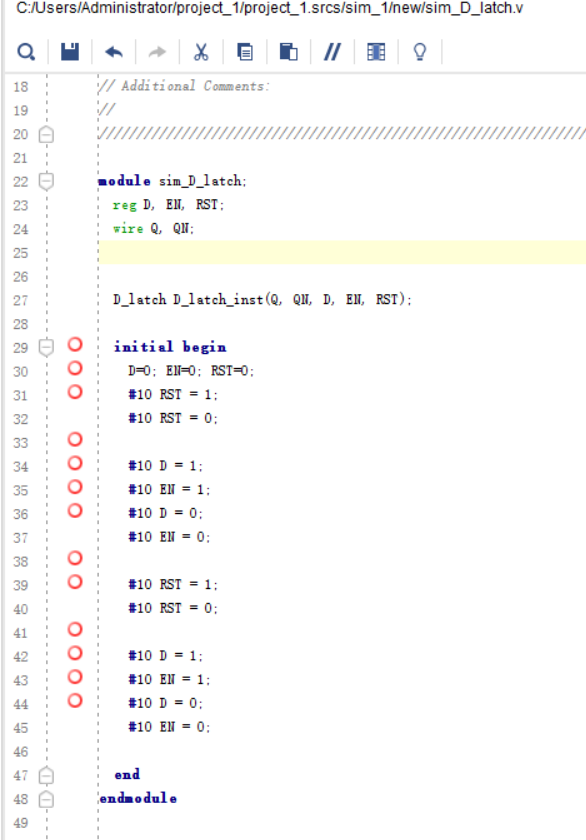 C:/Users/Administrator/project_1/project_1.srcs/sim_1/new/sim_D_latch.v
18 // Additional Comments:
19 //
20 ////////////////////////////////////////////////////////////////////
21
22 module sim_D_latch;
23 reg D, EN, RST;
24 wire Q, QN;
25
26
27 D_latch D_latch_inst(Q, QN, D, EN, RST);
28
29 initial begin
30 D=0; EN=0; RST=0;
31 #10 RST = 1;
32 #10 RST = 0;
33
34 #10 D = 1;
35 #10 EN = 1;
36 #10 D = 0;
37 #10 EN = 0;
38
39 #10 RST = 1;
40 #10 RST = 0;
41
42 #10 D = 1;
43 #10 EN = 1;
44 #10 D = 0;
45 #10 EN = 0;
46
47 end
48 endmodule
49